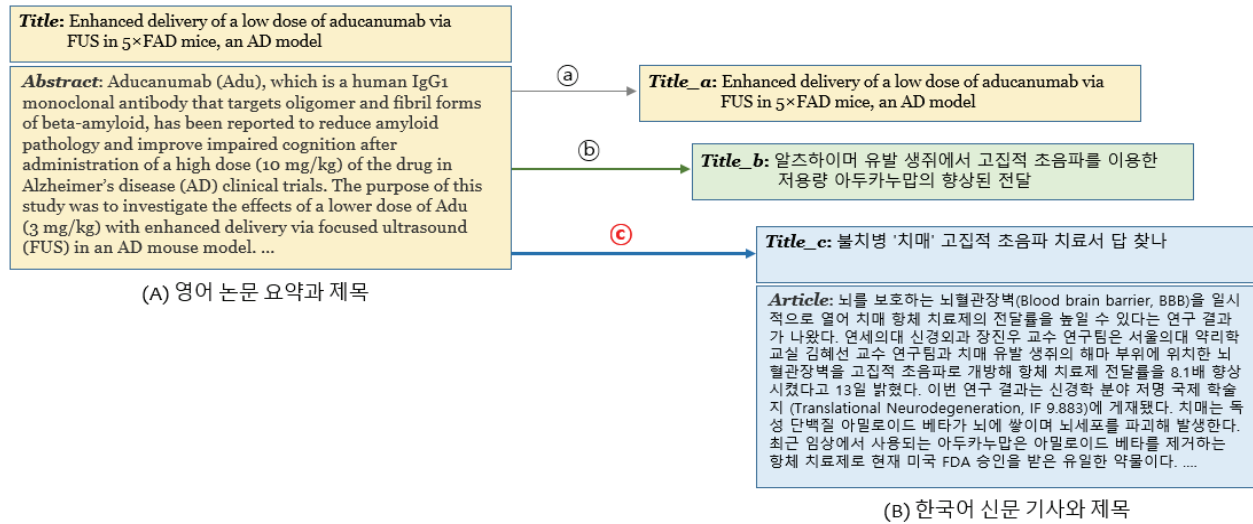 Title: Enhanced delivery of a low dose of aducanumab via
FUS in 5×FAD mice, an AD model
Abstract: Aducanumab (Adu), which is a human IgG1
monoclonal antibody that targets oligomer and fibril forms
of beta-amyloid, has been reported to reduce amyloid
pathology and improve impaired cognition after
administration of a high dose (10 mg/kg) of the drug in
Alzheimer's disease (AD) clinical trials. The purpose of this
study was to investigate the effects of a lower dose of Adu
(3 mg/kg) with enhanced delivery via focused ultrasound
(FUS) in an AD mouse model. ...
(A) 영어 논문 요약과 제목
ⓐ
Title_a: Enhanced delivery of a low dose of aducanumab via
FUS in 5×FAD mice, an AD model
ⓑ
Title_b: 알츠하이머 유발 생쥐에서 고집적 초음파를 이용한
저용량 아두카누맙의 향상된 전달
ⓒ
Title_c: 불치병 '치매' 고집적 초음파 치료서 답 찾나
Article: 뇌를 보호하는 뇌혈관장벽(Blood brain barrier, BBB)을 일시
적으로 열어 치매 항체 치료제의 전달률을 높일 수 있다는 연구 결과
가 나왔다. 연세의대 신경외과 장진우 교수 연구팀은 서울의대 약리학
교실 김혜선 교수 연구팀과 치매 유발 생쥐의 해마 부위에 위치한 뇌
혈관장벽을 고집적 초음파로 개방해 항체 치료제 전달률을 8.1배 향상
시켰다고 13일 밝혔다. 이번 연구 결과는 신경학 분야 저명 국제 학술
지 (Translational Neurodegeneration, IF 9.883)에 게재됐다. 치매는 독
성 단백질 아밀로이드 베타가 뇌에 쌓이며 뇌세포를 파괴해 발생한다.
최근 임상에서 사용되는 아두카누맙은 아밀로이드 베타를 제거하는
항체 치료제로 현재 미국 FDA 승인을 받은 유일한 약물이다. ....
(B) 한국어 신문 기사와 제목